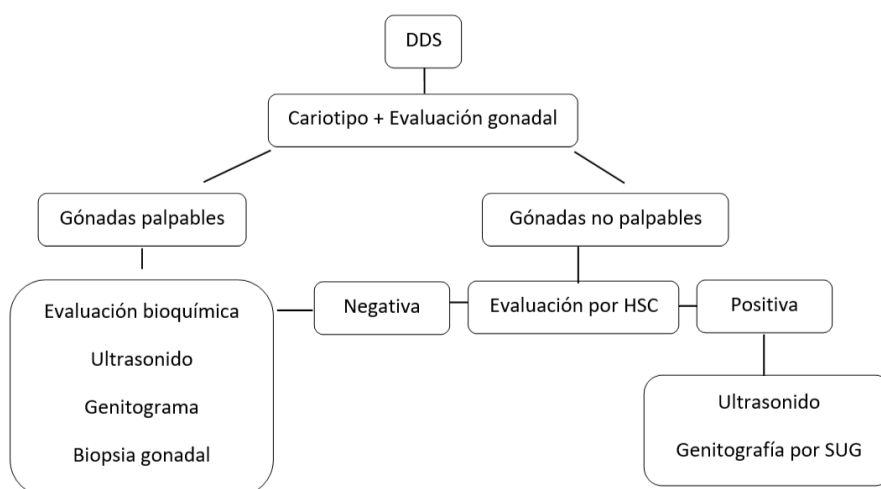 DDS
Cariotipo + Evaluación gonadal
Gónadas palpables
Gónadas no palpables
Evaluación bioquímica
Ultrasonido
Genitograma
Biopsia gonadal
Negativa
Evaluación por HSC
Positiva
Ultrasonido
Genitografía por SUG